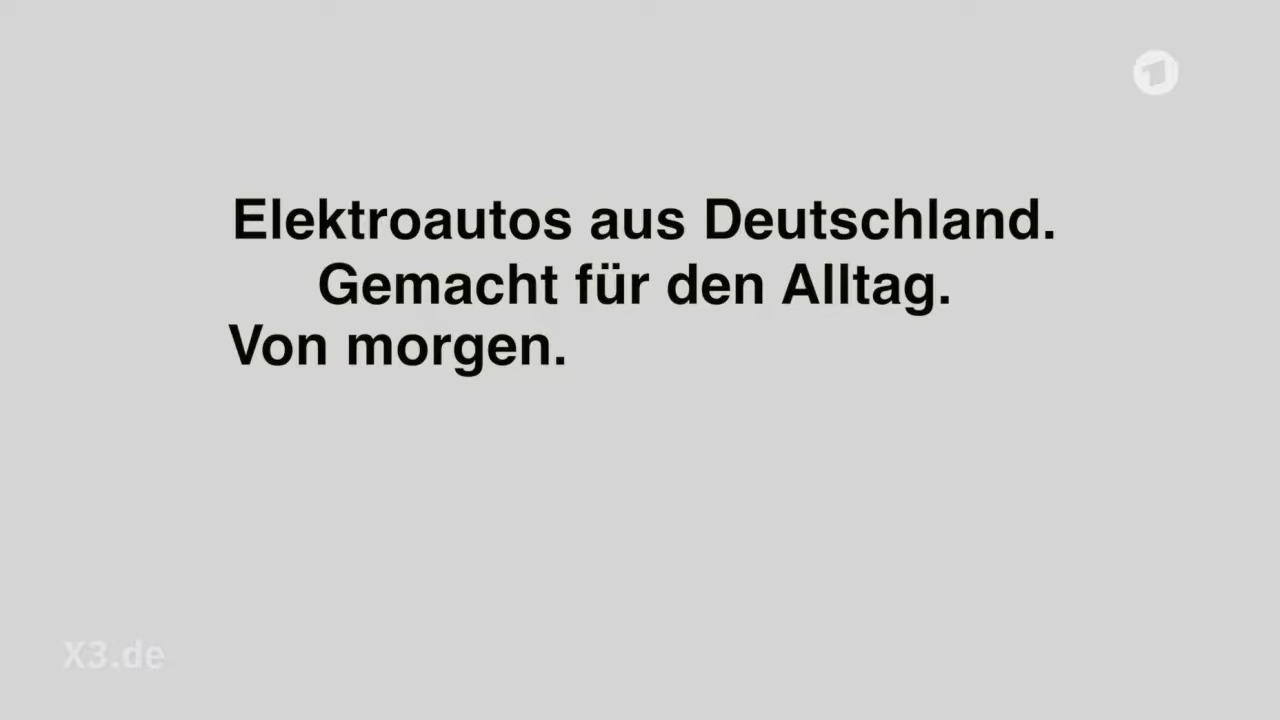 Elektroautos aus Deutschland.
Gemacht für den Alltag.
Von morgen.
X3.de